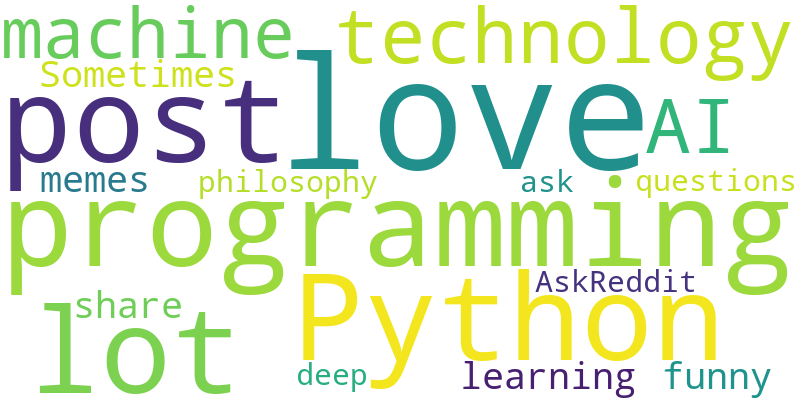 machine technology
Sometimes
post love AI
memes philosophy ask questions
programming
AskReddit
share Python
lot
deep learning funny